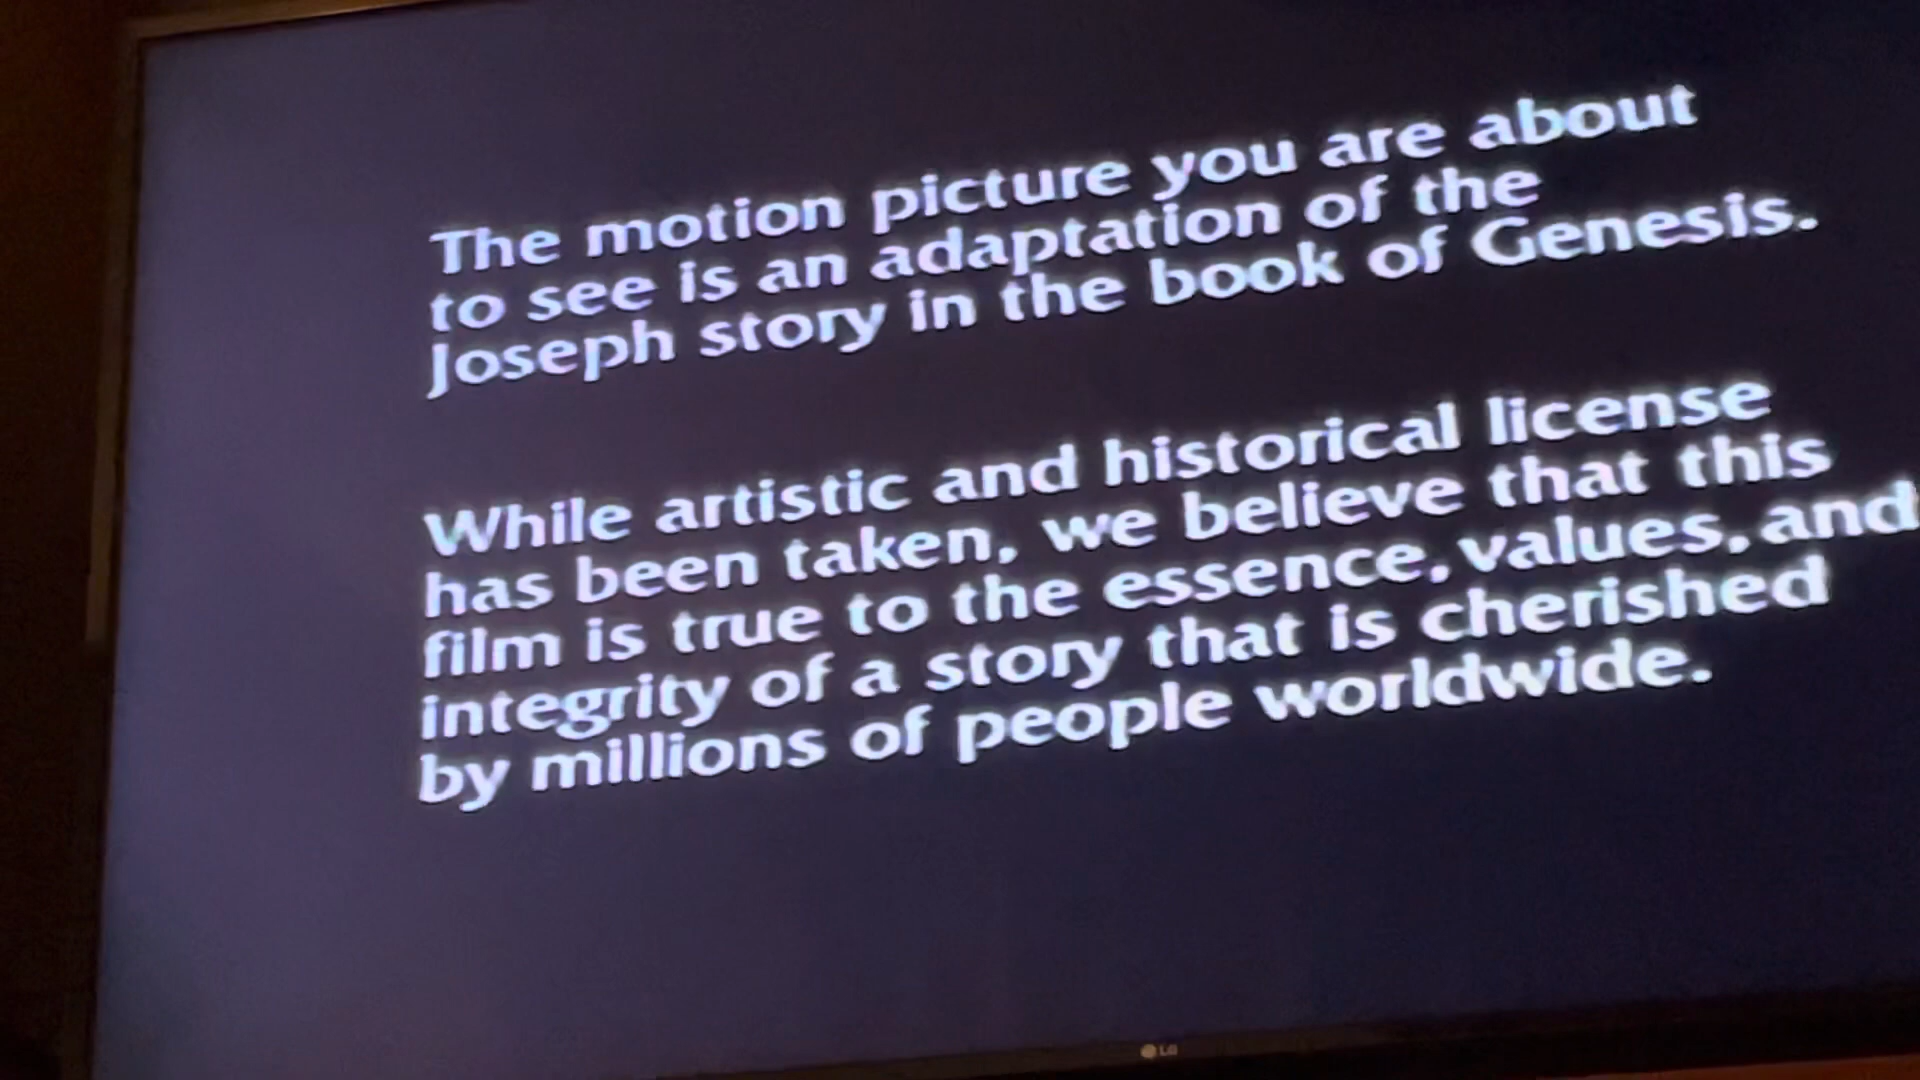 The motion picture you are about
to see is an adaptation of the
Joseph story in the book of Genesis.
While artistic and historical license
has been taken, we believe that this
film is true to the essence, values, and
integrity of a story that is cherished
by millions of people worldwide.
LG